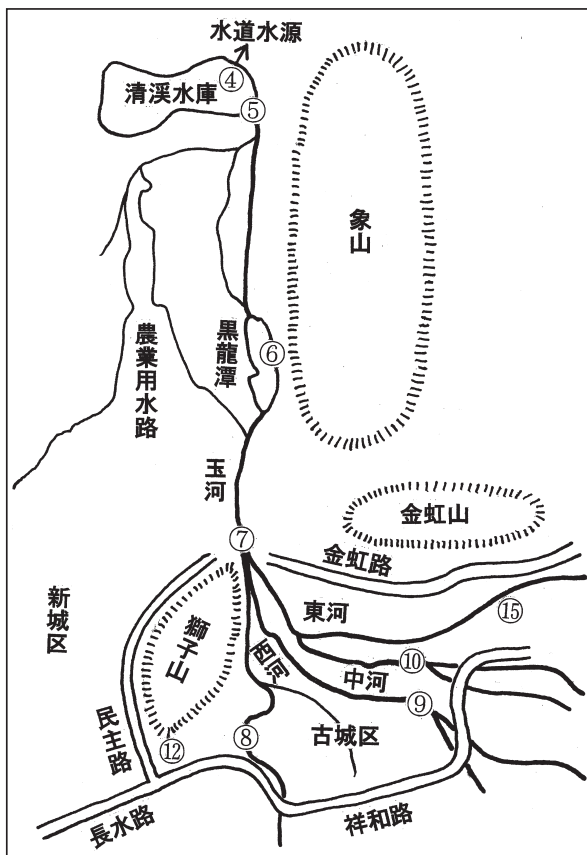 水道水源
④
清渓水庫
⑤
象山
黒龍潭
⑥
農業用水路
玉河
金虹山
⑦
金虹路
新城区
獅子山
東河
⑮
西河
⑩
中河
⑨
民主路
⑫
⑧
古城区
長水路
祥和路